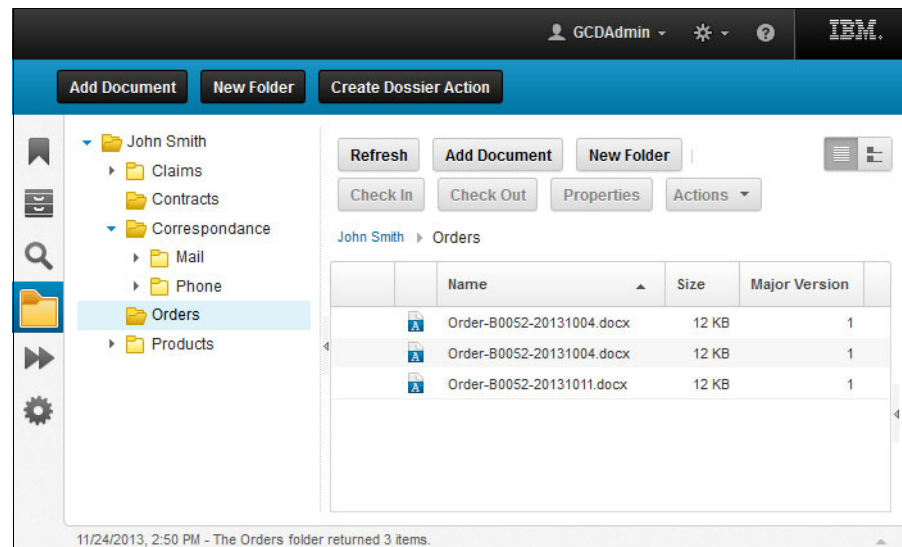 GCDAdmin IBM.
Add Document New Folder Create Dossier Action
John Smith
Claims
Contracts
Correspondance
Mail
Phone
Orders
Products
Refresh Add Document New Folder
Check In Check Out Properties Actions
John Smith Orders
Name Size Major Version
Order-B0052-20131004.docx 12 KB 1
Order-B0052-20131004.docx 12 KB 1
Order-B0052-20131011.docx 12 KB 1
11/24/2013, 2:50 PM - The Orders folder returned 3 items.